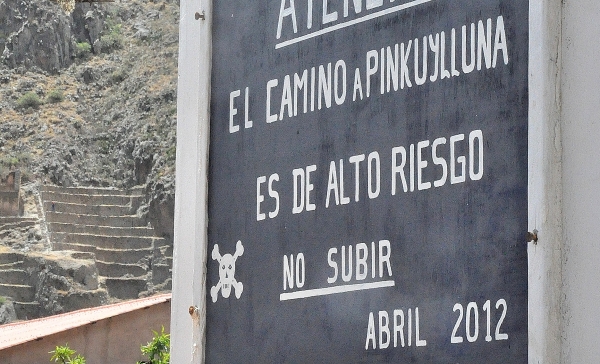 EL CAMINO A PINKUYLLUNA
ES DE ALTO RIESGO
NO SUBIR
ABRIL 2012